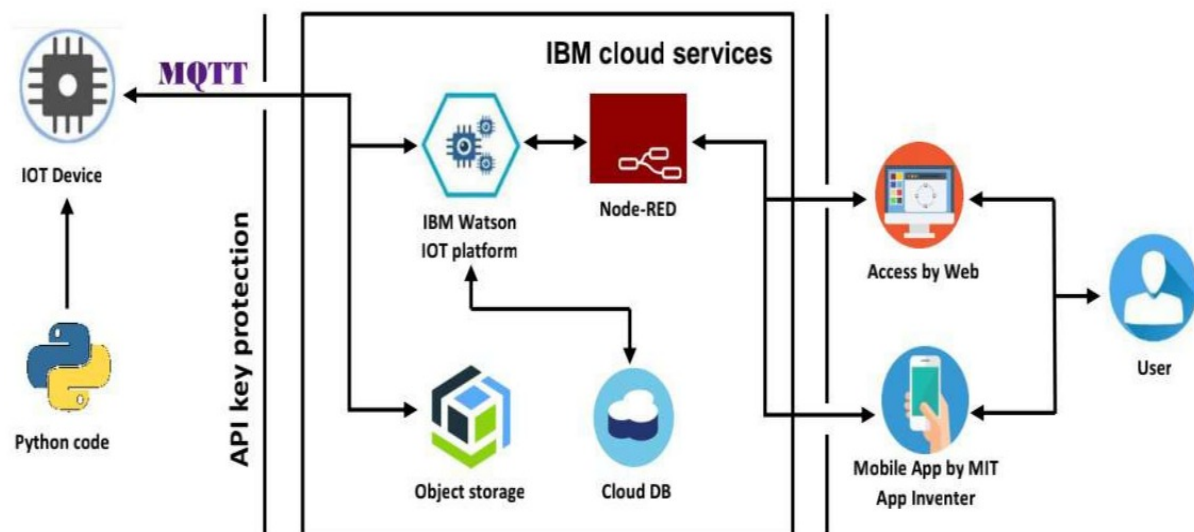 IBM cloud services
MQTT
IOT Device
IBM Watson
IOT platform
Node-RED
Access by Web
API key protection
User
Python code
Object storage
Cloud DB
Mobile App by MIT
App Inventer